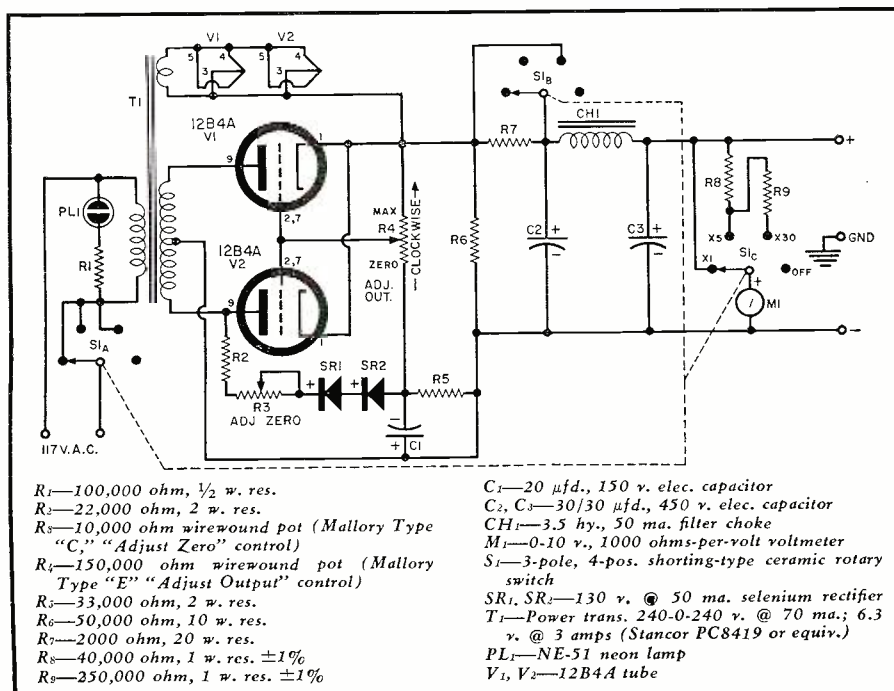 V1 V2
5 4 5 4
3 3
T1
S1B
12B4A
V1
1
CH1
R7
+
9
PL1
MAX
R4
R6
R8
R9
2,7
C2 +
C3 +
CLOCKWISE
GND
12B4A
V2
2,7
ZERO
ADJ.
OUT.
X5 X30
R1
S1C
X1
OFF
9
1
+
M1
S1A
R2
SR1 SR2
R5
+ +
R3
ADJ ZERO
C1
117 V. A.C.
R1—100,000 ohm, 1/2 w. res.
R2—22,000 ohm, 2 w. res.
R3—10,000 ohm wirewound pot (Mallory Type
"C," "Adjust Zero" control)
R4—150,000 ohm wirewound pot (Mallory
Type "E" "Adjust Output" control)
R5—33,000 ohm, 2 w. res.
R6—50,000 ohm, 10 w. res.
R7—2000 ohm, 20 w. res.
R8—40,000 ohm, 1 w. res. ±1%
R9—250,000 ohm, 1 w. res. ±1%
C1—20 µfd., 150 v. elec. capacitor
C2, C3—30/30 µfd., 450 v. elec. capacitor
CH1—3.5 hy., 50 ma. filter choke
M1—0-10 v., 1000 ohms-per-volt voltmeter
S1—3-pole, 4-pos. shorting-type ceramic rotary
switch
SR1, SR2—130 v. @ 50 ma. selenium rectifier
T1—Power trans. 240-0-240 v. @ 70 ma.; 6.3
v. @ 3 amps (Stancor PC8419 or equiv.)
PL1—NE-51 neon lamp
V1, V2—12B4A tube